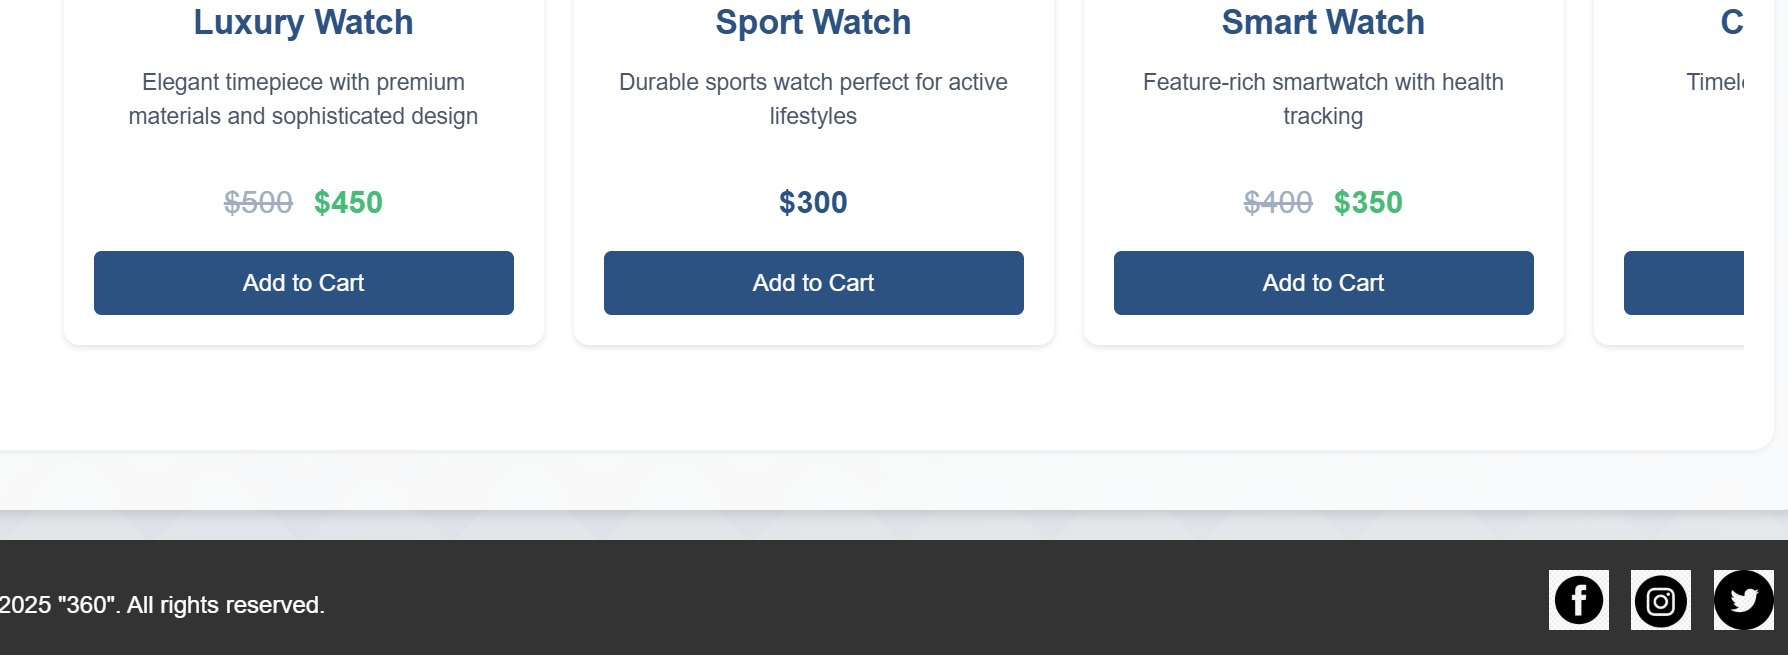 Luxury Watch
Elegant timepiece with premium
materials and sophisticated design
$500 $450
Add to Cart
Sport Watch
Durable sports watch perfect for active
lifestyles
$300
Add to Cart
Smart Watch
Feature-rich smartwatch with health
tracking
$400 $350
Add to Cart
2025 "360". All rights reserved.